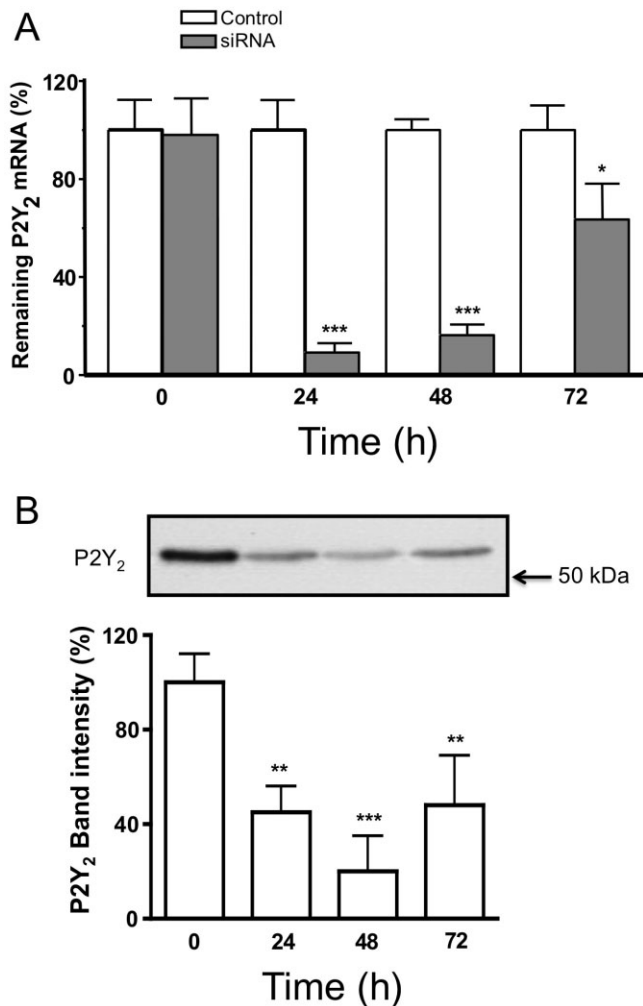 A
Control
siRNA
Remaining P2Y₂ mRNA (%)
120
80
40
0
*** *** *
0 24 48 72
Time (h)
B
P2Y₂
50 kDa
P2Y₂ Band intensity (%)
120
80
40
0
** *** **
0 24 48 72
Time (h)